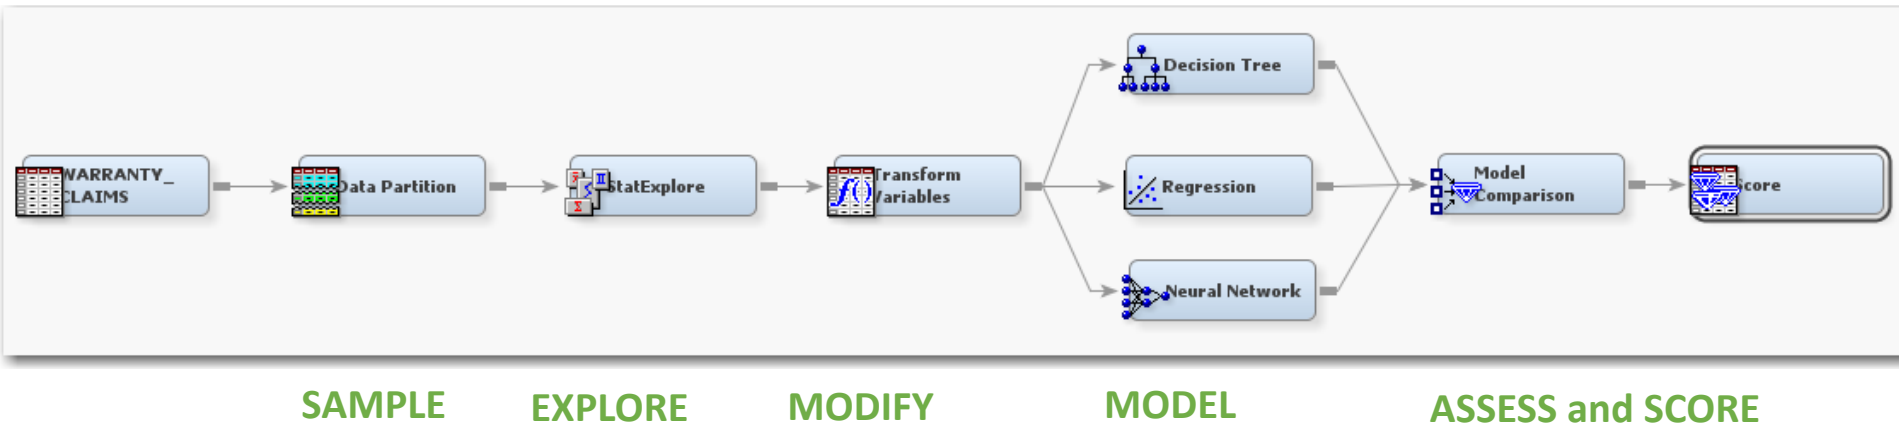 WARRANTY_
CLAIMS
Data Partition
StatExplore
Transform
Variables
Decision Tree
Regression
Neural Network
Model
Comparison
Score
SAMPLE
EXPLORE
MODIFY
MODEL
ASSESS and SCORE